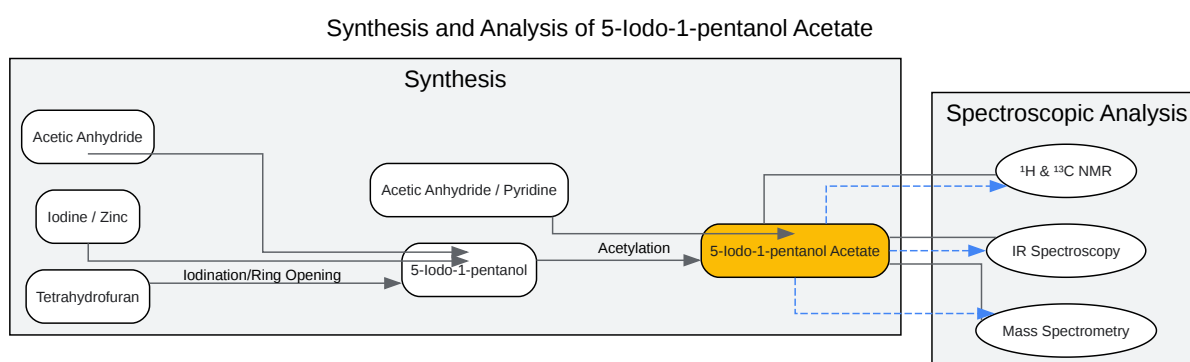 Synthesis and Analysis of 5-Iodo-1-pentanol Acetate
Synthesis
Spectroscopic Analysis
Acetic Anhydride
Iodine / Zinc
Tetrahydrofuran
Iodination/Ring Opening
Acetic Anhydride / Pyridine
5-Iodo-1-pentanol
Acetylation
5-Iodo-1-pentanol Acetate
¹H & ¹³C NMR
IR Spectroscopy
Mass Spectrometry